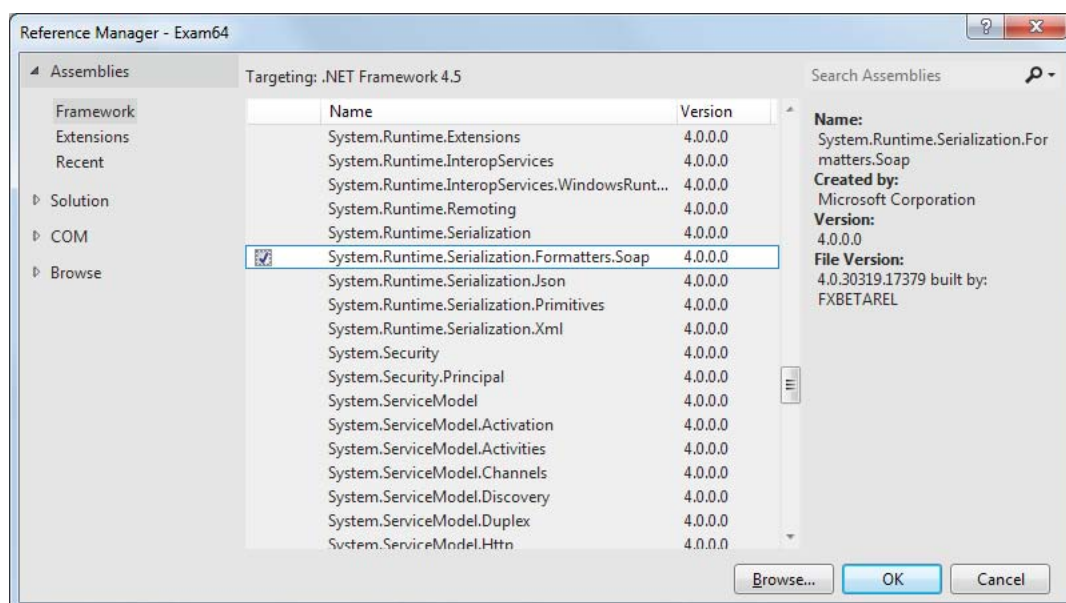 Reference Manager - Exam64
Assemblies
Framework
Extensions
Recent
Solution
COM
Browse
Targeting: .NET Framework 4.5
Name Version
System.Runtime.Extensions 4.0.0.0
System.Runtime.InteropServices 4.0.0.0
System.Runtime.InteropServices.WindowsRunt... 4.0.0.0
System.Runtime.Remoting 4.0.0.0
System.Runtime.Serialization 4.0.0.0
System.Runtime.Serialization.Formatters.Soap 4.0.0.0
System.Runtime.Serialization.Json 4.0.0.0
System.Runtime.Serialization.Primitives 4.0.0.0
System.Runtime.Serialization.Xml 4.0.0.0
System.Security 4.0.0.0
System.Security.Principal 4.0.0.0
System.ServiceModel 4.0.0.0
System.ServiceModel.Activation 4.0.0.0
System.ServiceModel.Activities 4.0.0.0
System.ServiceModel.Channels 4.0.0.0
System.ServiceModel.Discovery 4.0.0.0
System.ServiceModel.Duplex 4.0.0.0
System.ServiceModel.Http 4.0.0.0
Search Assemblies
Name:
System.Runtime.Serialization.For
matters.Soap
Created by:
Microsoft Corporation
Version:
4.0.0.0
File Version:
4.0.30319.17379 built by:
FXBETAREL
Browse... OK Cancel